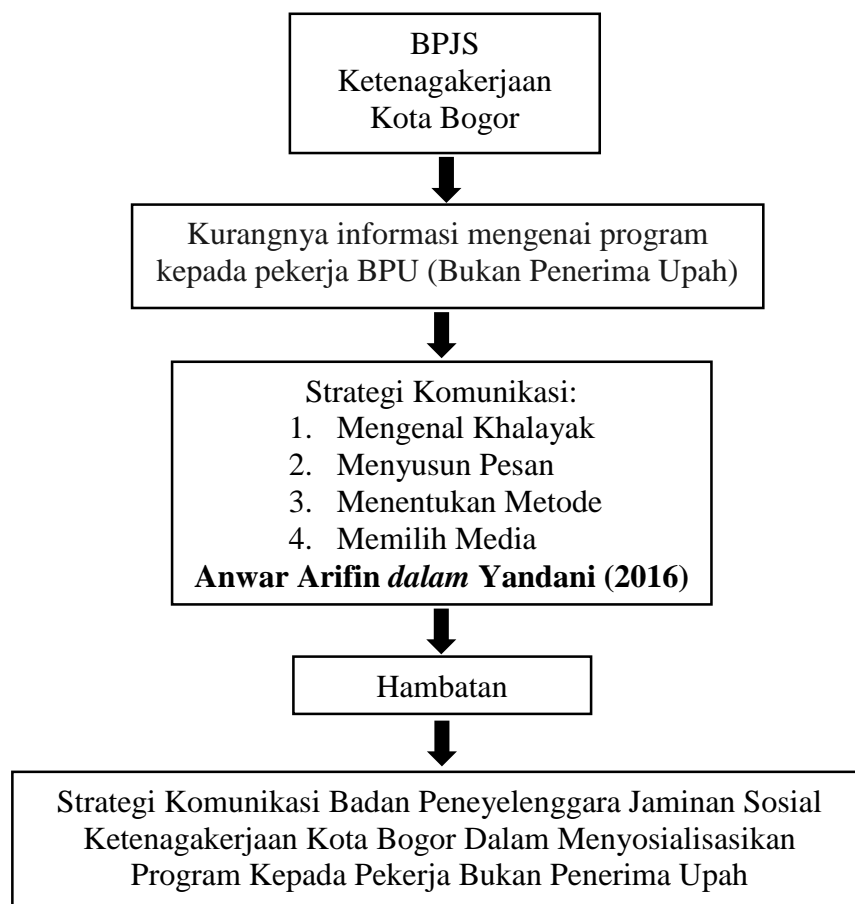 BPJS
Ketenagakerjaan
Kota Bogor
Kurangnya informasi mengenai program
kepada pekerja BPU (Bukan Penerima Upah)
Strategi Komunikasi:
1. Mengenal Khalayak
2. Menyusun Pesan
3. Menentukan Metode
4. Memilih Media
Anwar Arifin dalam Yandani (2016)
Hambatan
Strategi Komunikasi Badan Peneyelenggara Jaminan Sosial
Ketenagakerjaan Kota Bogor Dalam Menyosialisasikan
Program Kepada Pekerja Bukan Penerima Upah